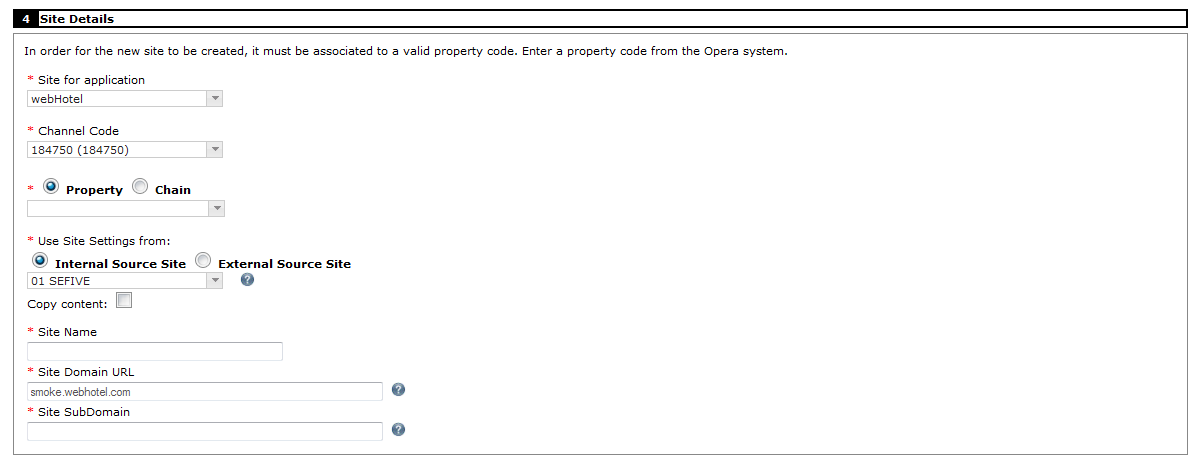 4 Site Details
In order for the new site to be created, it must be associated to a valid property code. Enter a property code from the Opera system.
* Site for application
webHotel
* Channel Code
184750 (184750)
* Property Chain
* Use Site Settings from:
Internal Source Site External Source Site
01 SEFIVE ?
Copy content:
* Site Name
* Site Domain URL
smoke.webhotel.com ?
* Site SubDomain
?